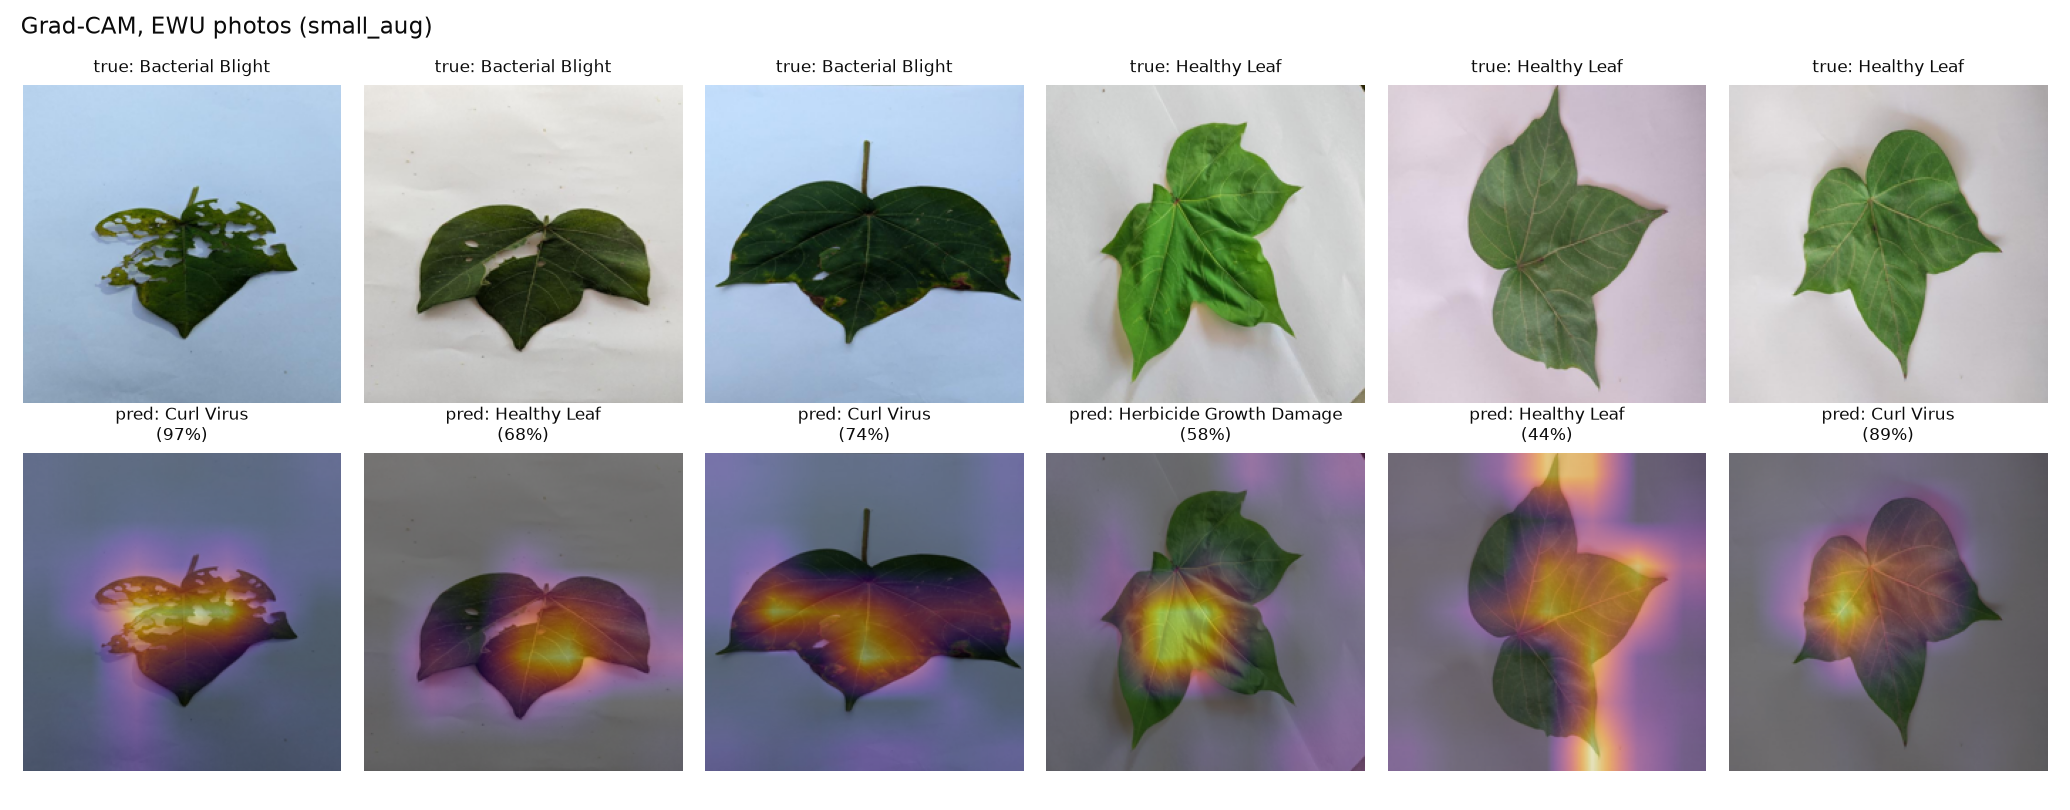 Grad-CAM, EWU photos (small_aug)
true: Bacterial Blight
true: Bacterial Blight
true: Bacterial Blight
true: Healthy Leaf
true: Healthy Leaf
true: Healthy Leaf
pred: Curl Virus
(97%)
pred: Healthy Leaf
(68%)
pred: Curl Virus
(74%)
pred: Herbicide Growth Damage
(58%)
pred: Healthy Leaf
(44%)
pred: Curl Virus
(89%)